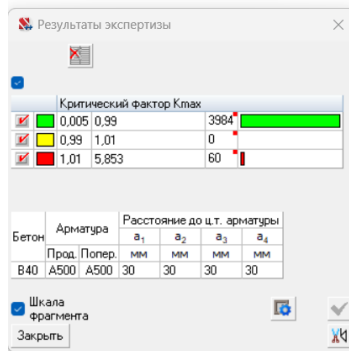 Результаты экспертизы
Критический фактор Kmax
0,005 0,99 3984
0,99 1,01 0
1,01 5,853 60
Бетон Арматура Расстояние до ц.т. арматуры
a1 a2 a3 a4
Прод. Попер. мм мм мм мм
B40 A500 A500 30 30 30 30
Шкала
фрагмента
Закрыть